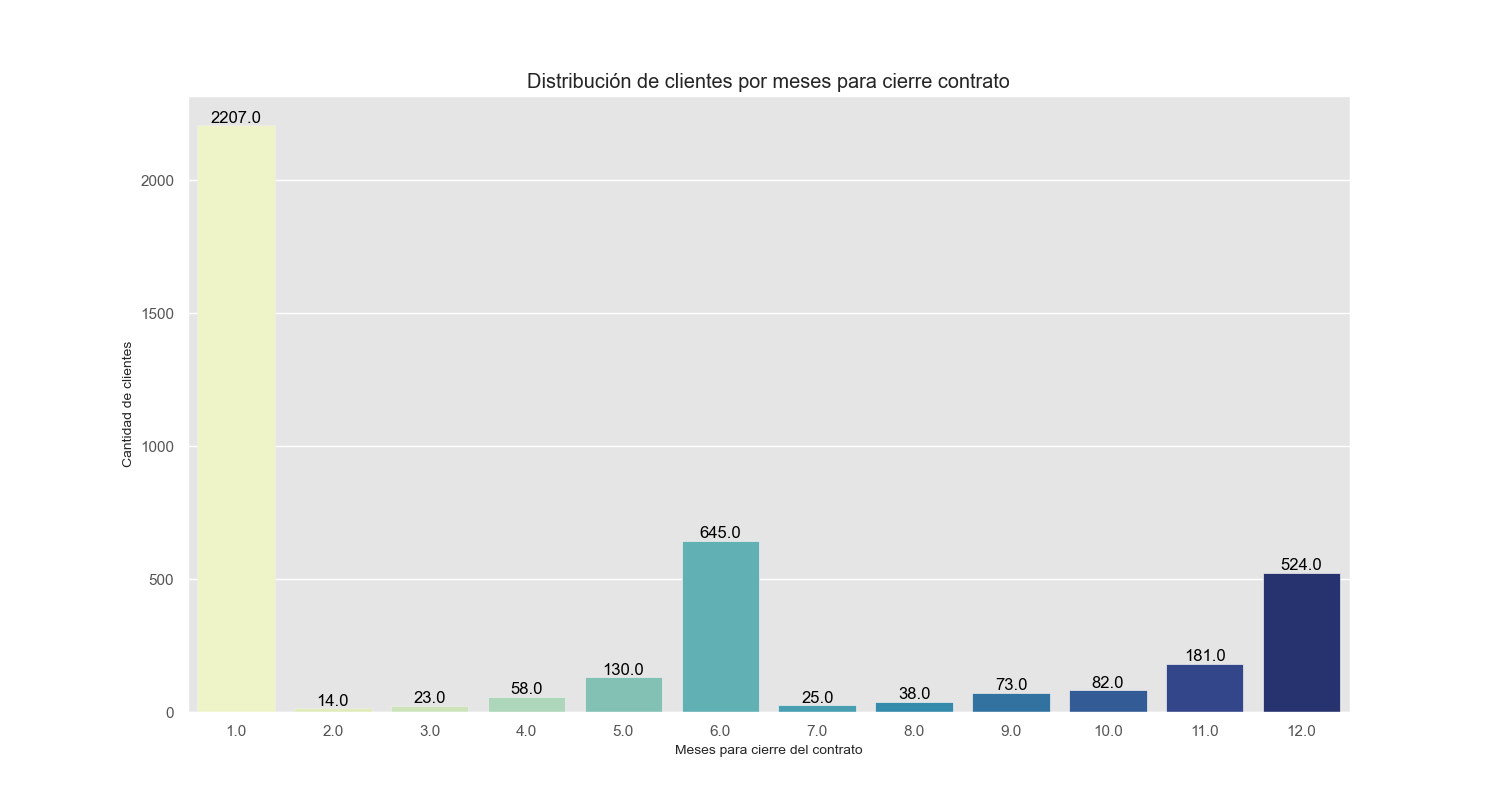 Distribución de clientes por meses para cierre contrato
2207.0
2000
1500
Cantidad de clientes
1000
645.0
500
524.0
14.0 23.0 58.0 130.0 25.0 38.0 73.0 82.0 181.0
0
1.0 2.0 3.0 4.0 5.0 6.0 7.0 8.0 9.0 10.0 11.0 12.0
Meses para cierre del contrato